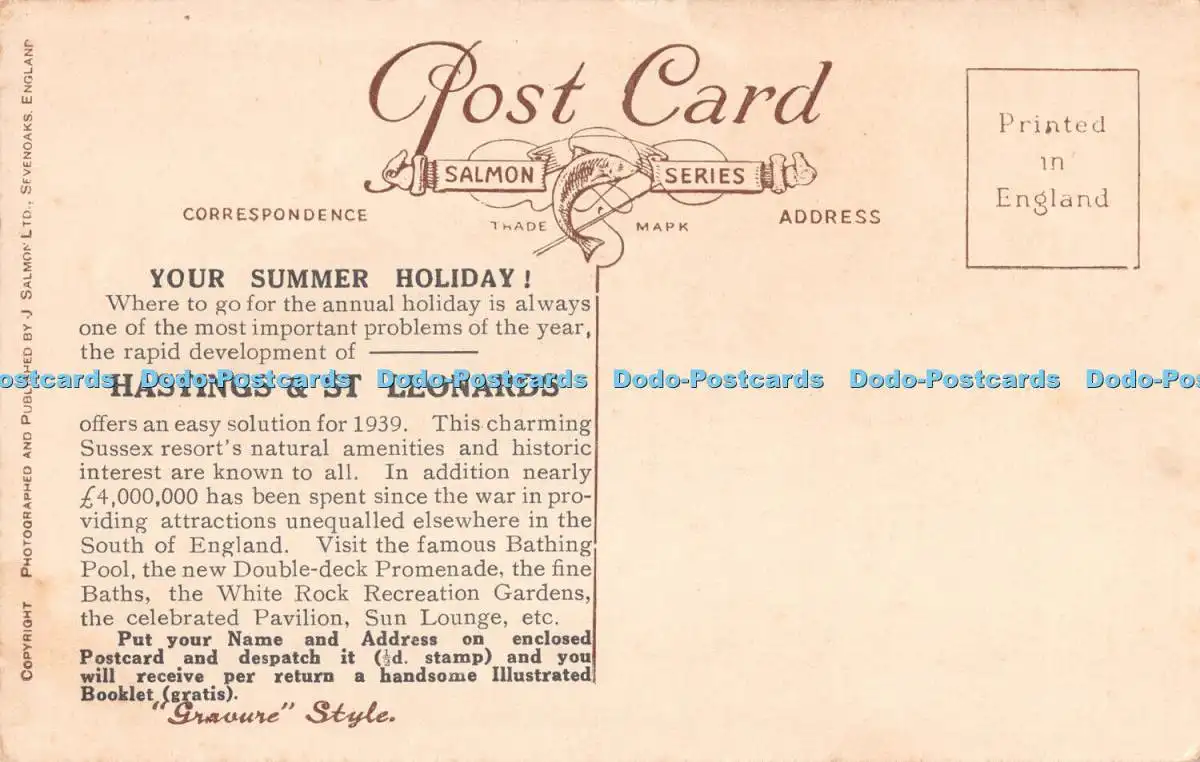 Post Card
SALMON SERIES
CORRESPONDENCE
TRADE MARK
ADDRESS
Printed
in
England
YOUR SUMMER HOLIDAY!
Where to go for the annual holiday is always
one of the most important problems of the year,
the rapid development of ———
HASTINGS & ST LEONARDS
offers an easy solution for 1939. This charming
Sussex resort's natural amenities and historic
interest are known to all. In addition nearly
£4,000,000 has been spent since the war in pro-
viding attractions unequalled elsewhere in the
South of England. Visit the famous Bathing
Pool, the new Double-deck Promenade, the fine
Baths, the White Rock Recreation Gardens,
the celebrated Pavilion, Sun Lounge, etc.
Put your Name and Address on enclosed
Postcard and despatch it (½d. stamp) and you
will receive per return a handsome Illustrated
Booklet (gratis).
"Gravure" Style.
COPYRIGHT PHOTOGRAPHED AND PUBLISHED BY J SALMON LTD., SEVENOAKS, ENGLAND
ostcards Dodo-Postcards Dodo-Postcards Dodo-Postcards Dodo-Postcards Dodo-Pos